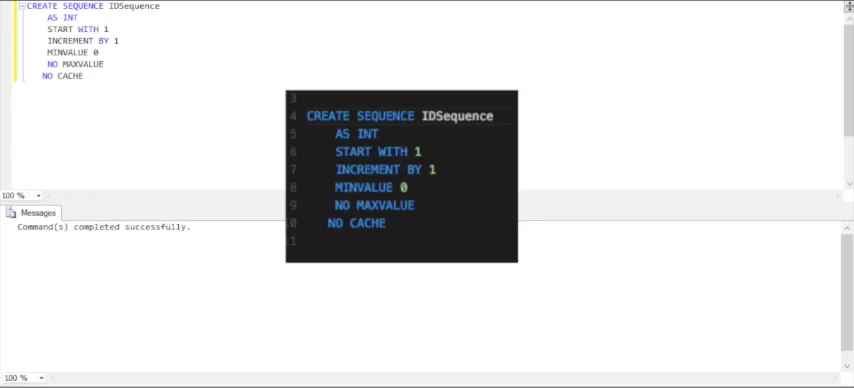 CREATE SEQUENCE IDSequence
AS INT
START WITH 1
INCREMENT BY 1
MINVALUE 0
NO MAXVALUE
NO CACHE
3
4 CREATE SEQUENCE IDSequence
5 AS INT
6 START WITH 1
7 INCREMENT BY 1
8 MINVALUE 0
9 NO MAXVALUE
10 NO CACHE
11
100 %
Messages
Command(s) completed successfully.
100 %